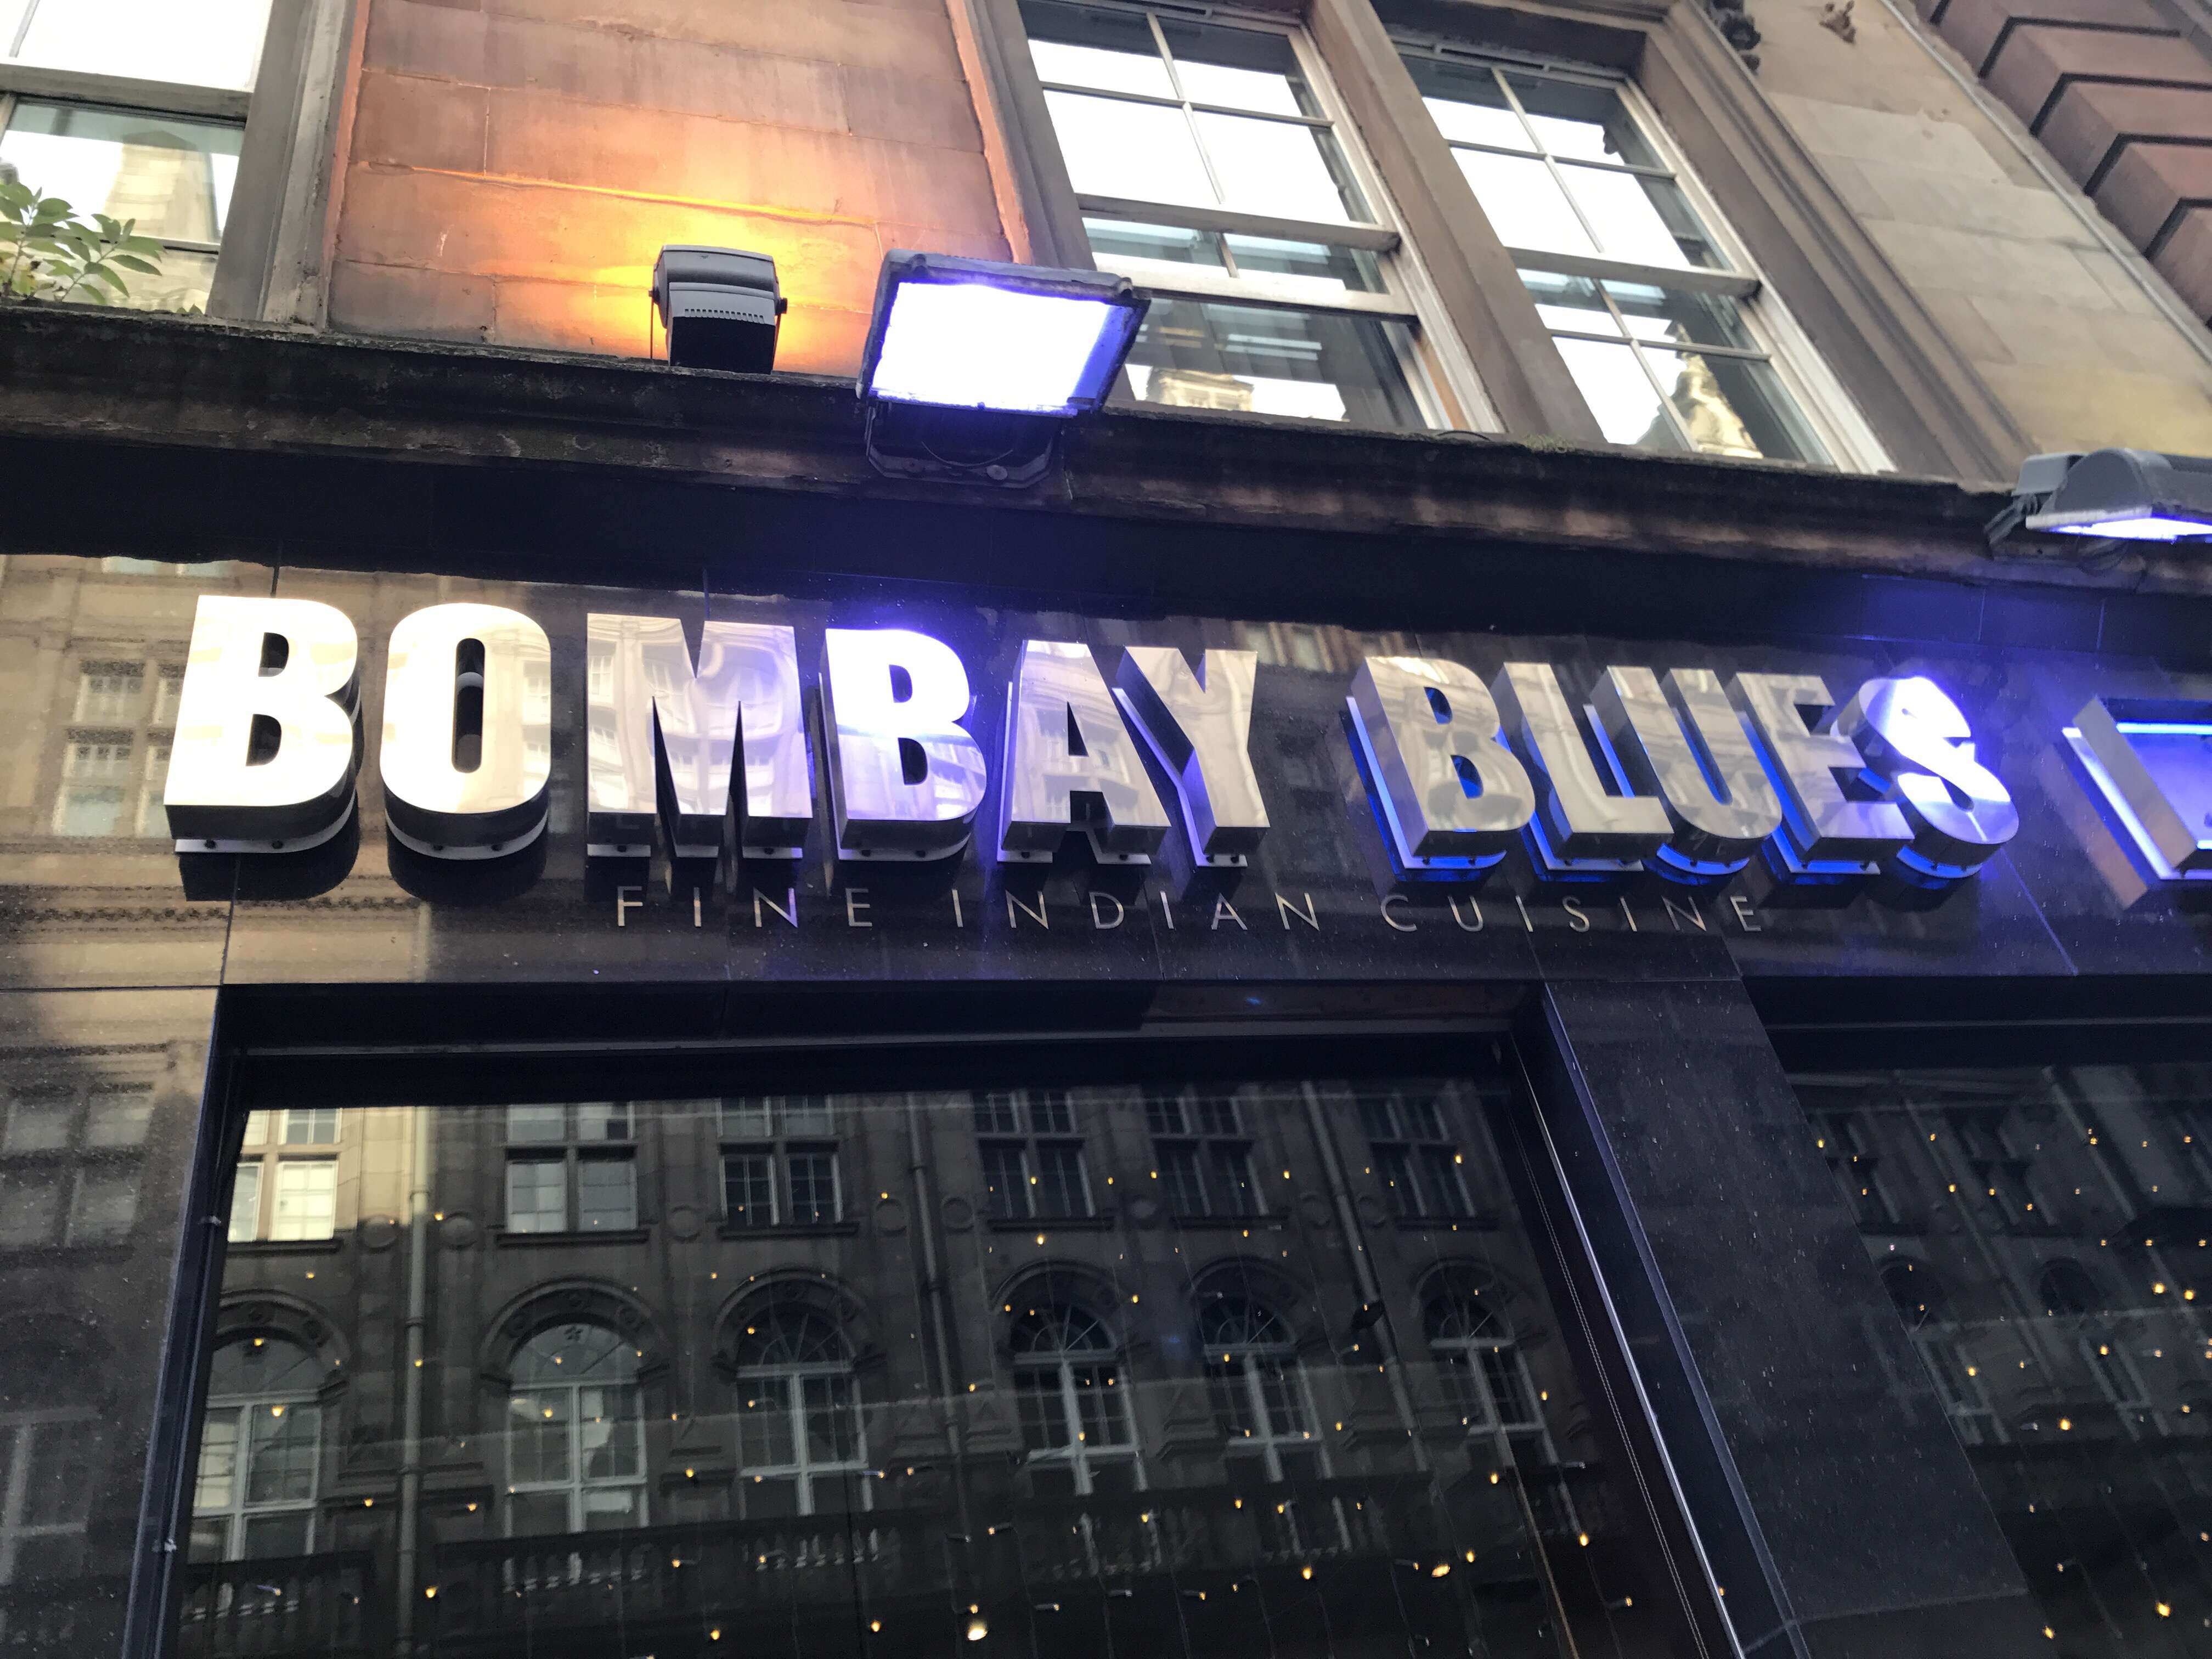 BOMBAY BLUES
FINE INDIAN CUISINE